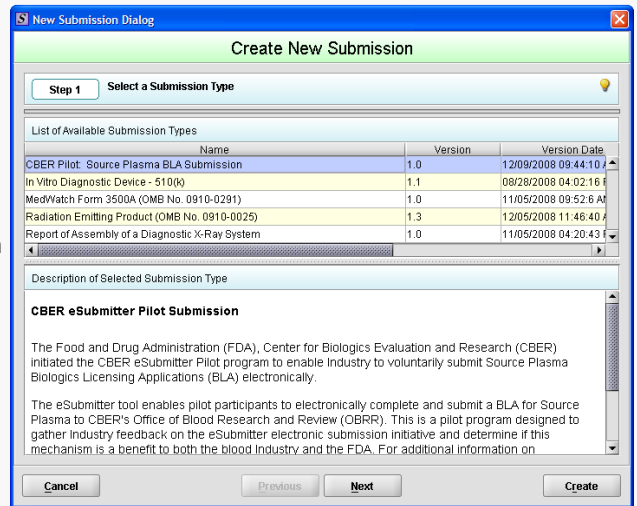 New Submission Dialog
Create New Submission
Step 1 Select a Submission Type
List of Available Submission Types
Name Version Version Date
CBER Pilot: Source Plasma BLA Submission 1.0 12/09/2008 09:44:10
In Vitro Diagnostic Device - 510(k) 1.1 08/28/2008 04:02:16
MedWatch Form 3500A (OMB No. 0910-0291) 1.0 11/05/2008 09:52:6
Radiation Emitting Product (OMB No. 0910-0025) 1.3 12/05/2008 11:46:40
Report of Assembly of a Diagnostic X-Ray System 1.0 11/05/2008 04:20:43
Description of Selected Submission Type
CBER eSubmitter Pilot Submission
The Food and Drug Administration (FDA), Center for Biologics Evaluation and Research (CBER)
initiated the CBER eSubmitter Pilot program to enable Industry to voluntarily submit Source Plasma
Biologics Licensing Applications (BLA) electronically.
The eSubmitter tool enables pilot participants to electronically complete and submit a BLA for Source
Plasma to CBER's Office of Blood Research and Review (OBRR). This is a pilot program designed to
gather Industry feedback on the eSubmitter electronic submission initiative and determine if this
mechanism is a benefit to both the blood Industry and the FDA. For additional information on
Cancel Previous Next Create